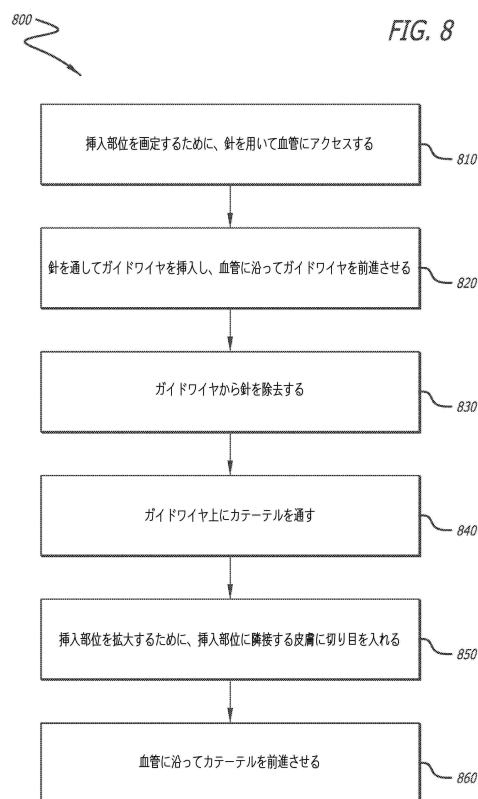 800
FIG. 8
挿入部位を画定するために、針を用いて血管にアクセスする
810
針を通してガイドワイヤを挿入し、血管に沿ってガイドワイヤを前進させる
820
ガイドワイヤから針を除去する
830
ガイドワイヤ上にカテーテルを通す
840
挿入部位を拡大するために、挿入部位に隣接する皮膚に切り目を入れる
850
血管に沿ってカテーテルを前進させる
860